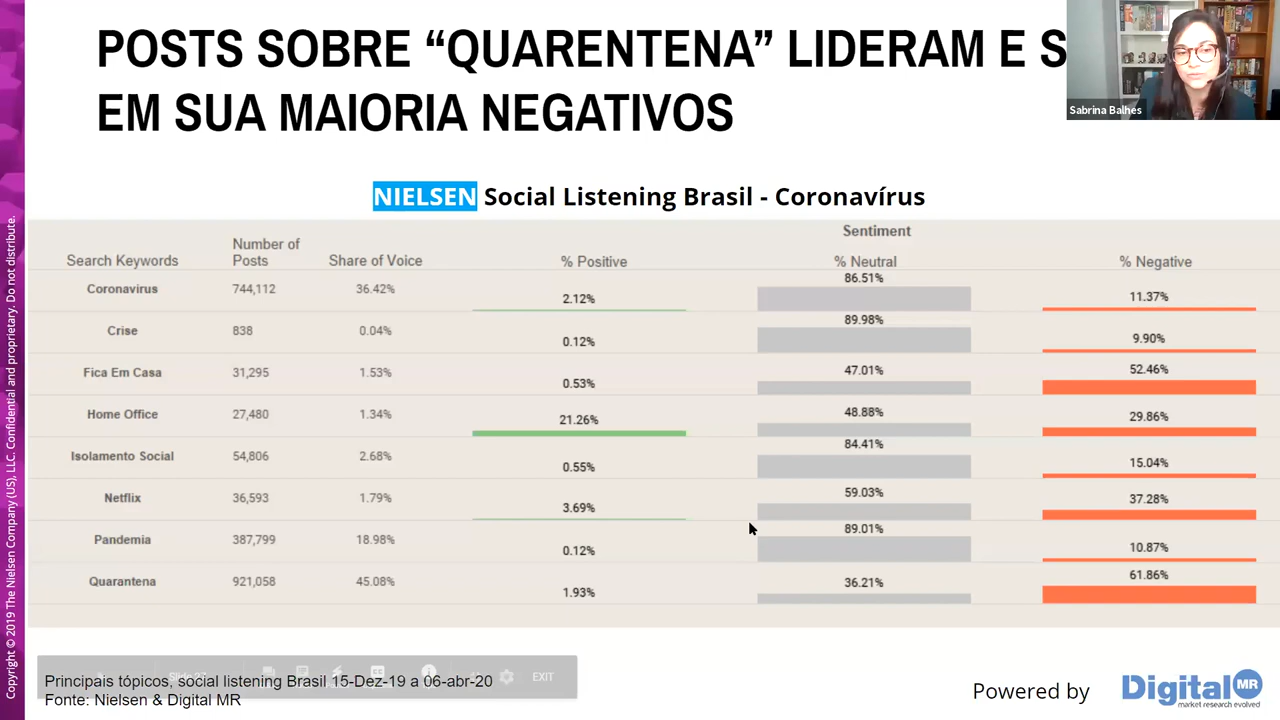 POSTS SOBRE “QUARENTENA” LIDERAM E S
EM SUA MAIORIA NEGATIVOS
Sabrina Balhes
NIELSEN Social Listening Brasil - Coronavírus
Sentiment
Search Keywords Number of Posts Share of Voice % Positive % Neutral % Negative
Coronavirus 744,112 36.42% 2.12% 86.51% 11.37%
Crise 838 0.04% 0.12% 89.98% 9.90%
Fica Em Casa 31,295 1.53% 0.53% 47.01% 52.46%
Home Office 27,480 1.34% 21.26% 48.88% 29.86%
Isolamento Social 54,806 2.68% 0.55% 84.41% 15.04%
Netflix 36,593 1.79% 3.69% 59.03% 37.28%
Pandemia 387,799 18.98% 0.12% 89.01% 10.87%
Quarentena 921,058 45.08% 1.93% 36.21% 61.86%
EXIT
Principais tópicos, social listening Brasil 15-Dez-19 a 06-abr-20
Fonte: Nielsen & Digital MR
Powered by
Digital MR
market research evolved
Copyright © 2019 The Nielsen Company (US), LLC. Confidential and proprietary. Do not distribute.